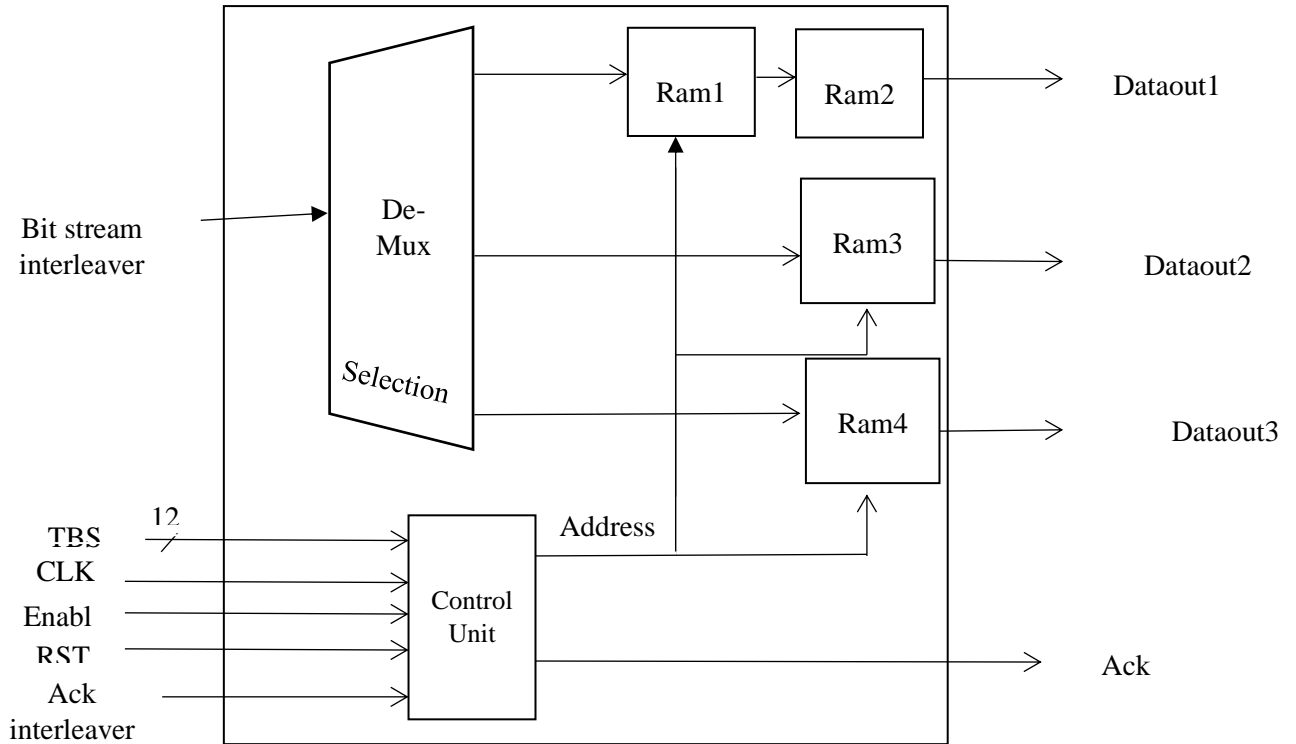 Ram1
Ram2
Dataout1
Bit stream
interleaver
De-
Mux
Ram3
Dataout2
Selection
Ram4
Dataout3
12
TBS
Address
CLK
Enabl
Control
Unit
RST
Ack
interleaver
Ack